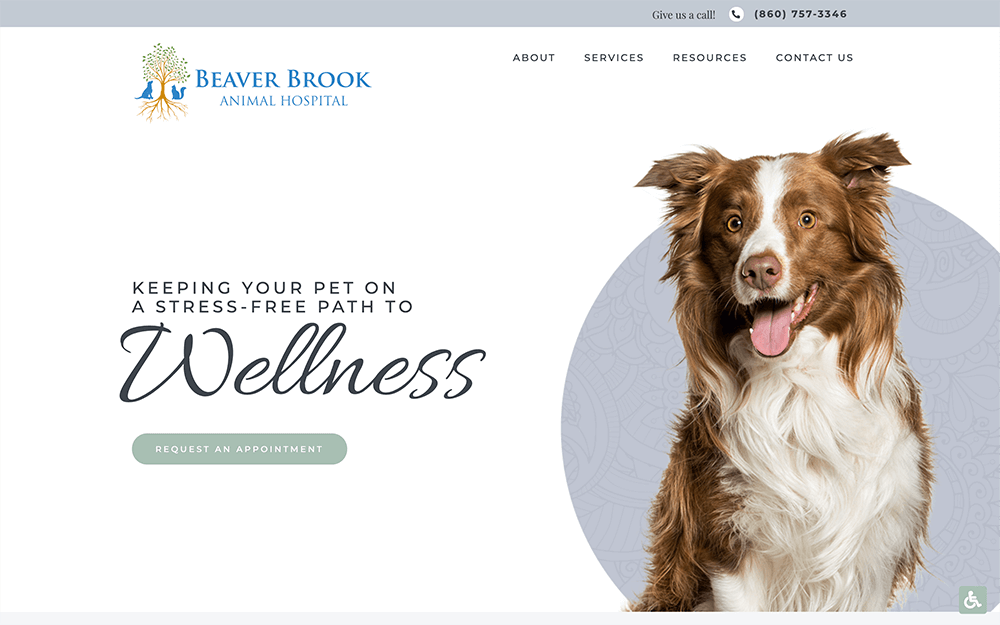 Give us a call! (860) 757-3346
BEAVER BROOK
ANIMAL HOSPITAL
ABOUT SERVICES RESOURCES CONTACT US
KEEPING YOUR PET ON
A STRESS-FREE PATH TO
Wellness
REQUEST AN APPOINTMENT